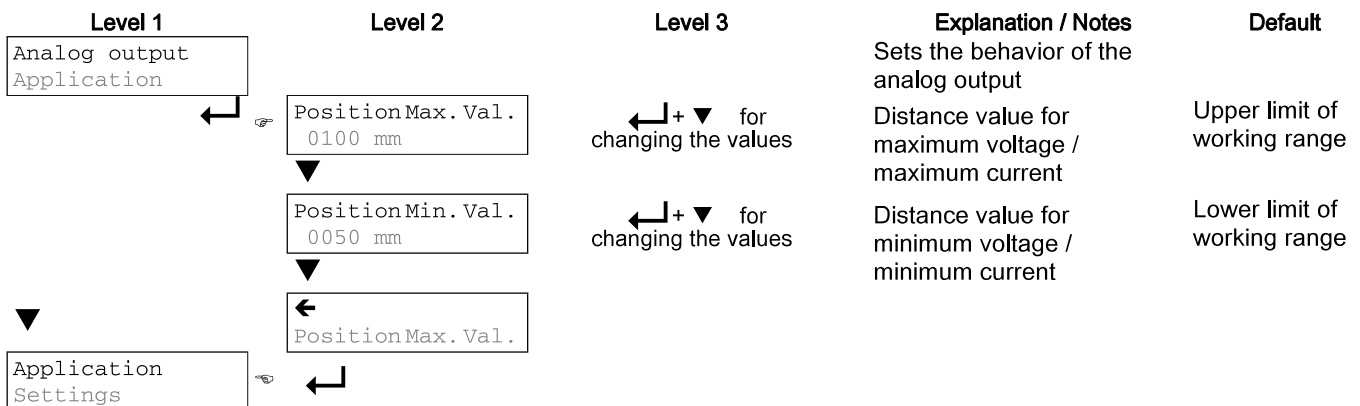 Level 1 Level 2 Level 3 Explanation / Notes Default
Analog output
Application
Sets the behavior of the
analog output
Position Max. Val.
0100 mm
+ ▼ for
changing the values
Distance value for
maximum voltage /
maximum current
Upper limit of
working range
Position Min. Val.
0050 mm
+ ▼ for
changing the values
Distance value for
minimum voltage /
minimum current
Lower limit of
working range
Position Max. Val.
Application
Settings